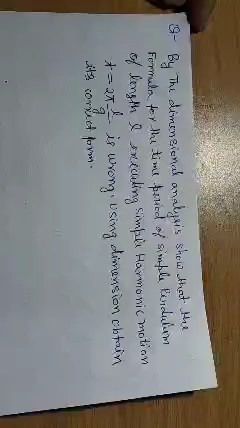 Q- By The dimensional analysis show that the
Formula for the time period of simple Pendulum
of length l executing Simple Harmonic motion
t = 2π l/g is wrong. Using dimension obtain
its correct form.